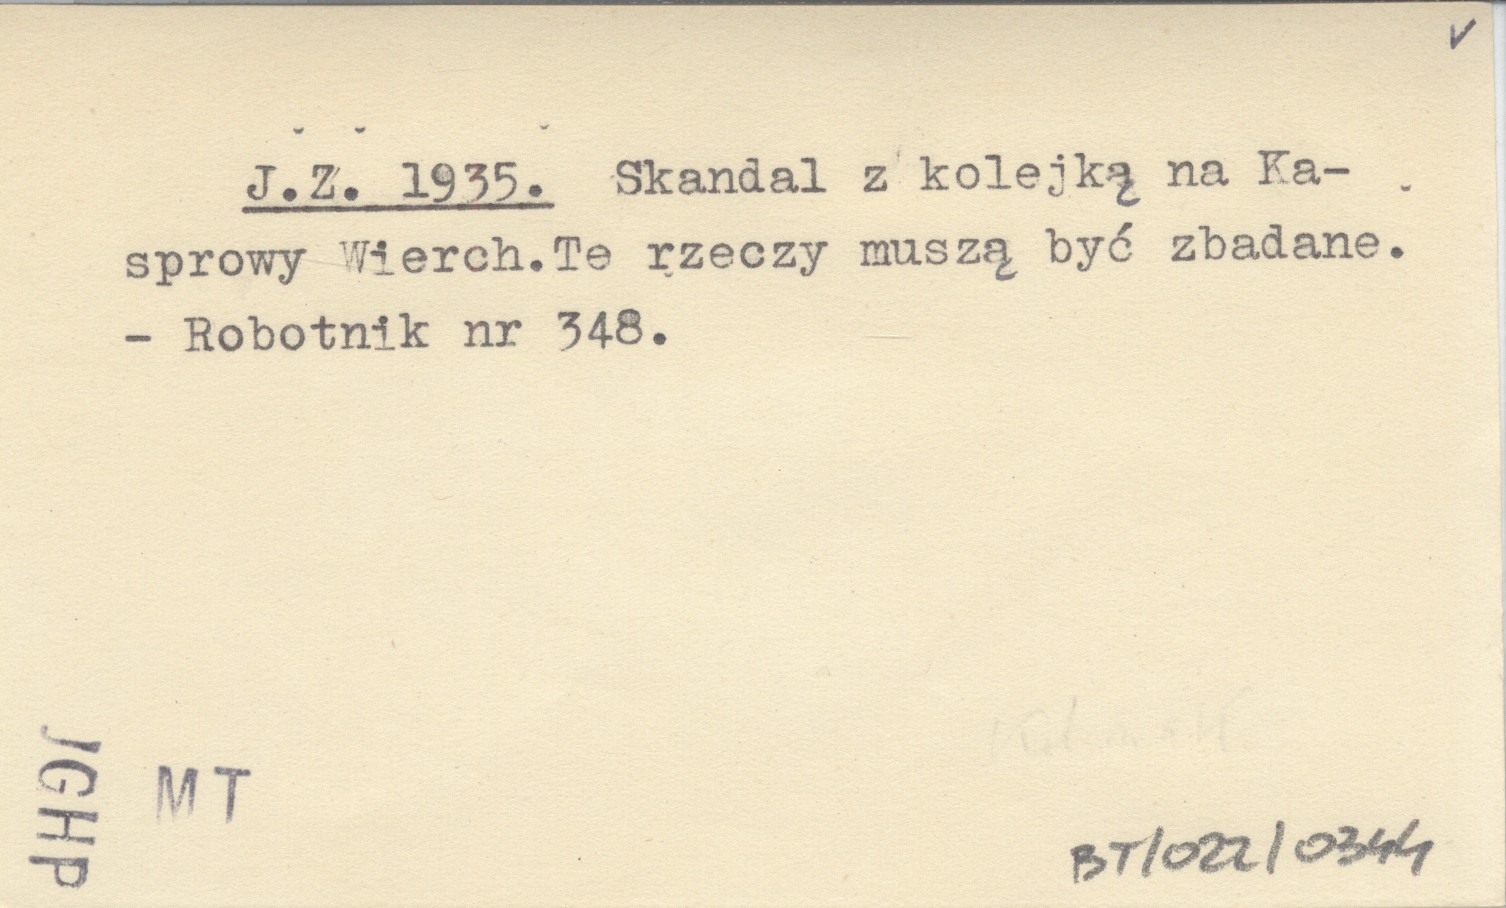 J.Z. 1935. Skandal z kolejką na Ka-
sprowy Wierch.Te rzeczy muszą być zbadane.
- Robotnik nr 348.
JGHP
MT
BT/022/0344